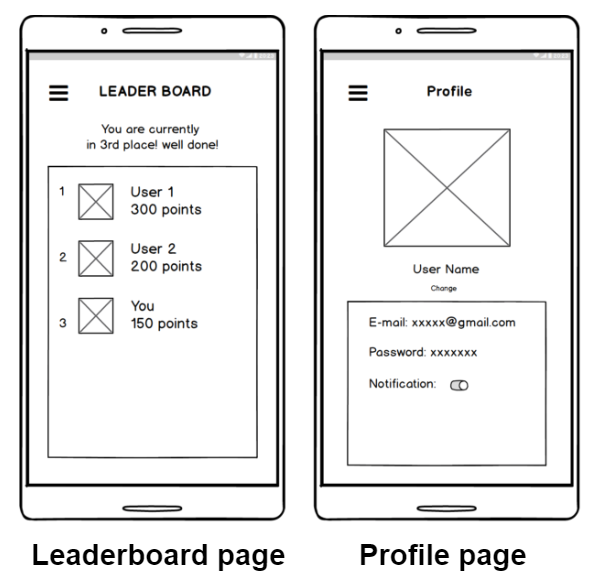 LEADER BOARD
You are currently
in 3rd place! well done!
1
User 1
300 points
2
User 2
200 points
3
You
150 points
Leaderboard page
Profile
User Name
Change
E-mail: xxxxx@gmail.com
Password: xxxxxxx
Notification:
Profile page